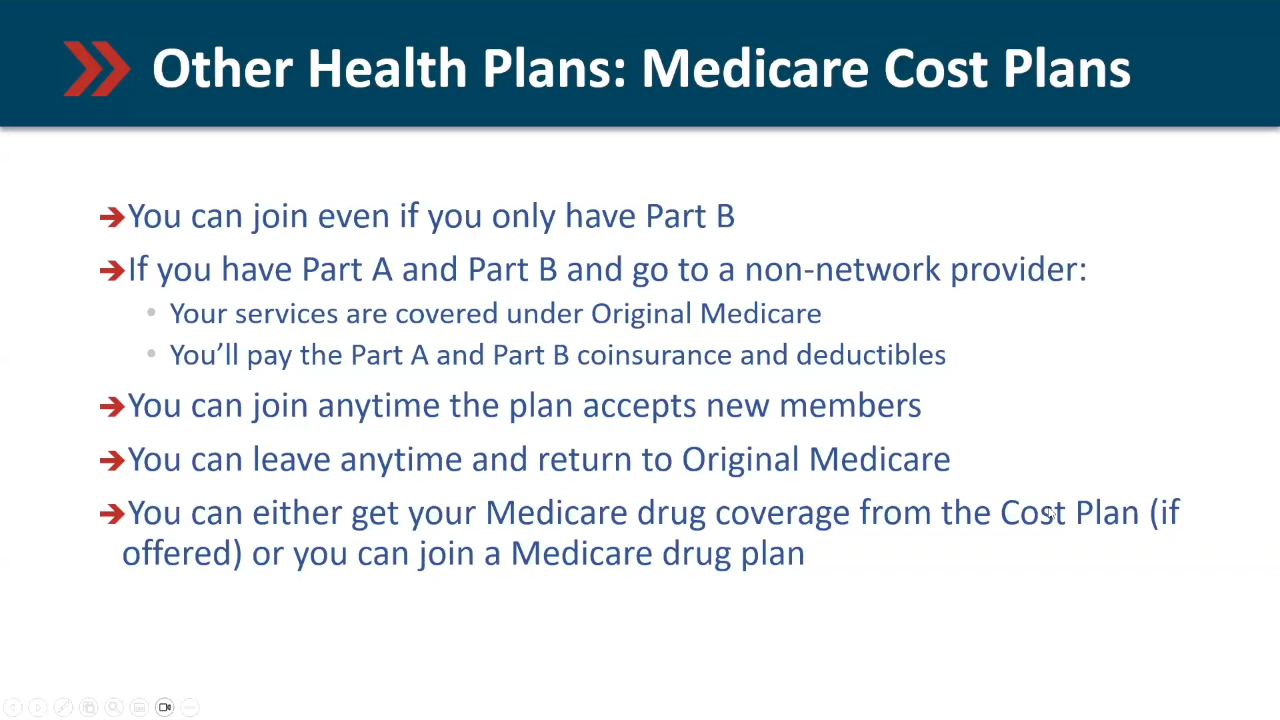 Other Health Plans: Medicare Cost Plans
You can join even if you only have Part B
If you have Part A and Part B and go to a non-network provider:
Your services are covered under Original Medicare
You’ll pay the Part A and Part B coinsurance and deductibles
You can join anytime the plan accepts new members
You can leave anytime and return to Original Medicare
You can either get your Medicare drug coverage from the Cost Plan (if
offered) or you can join a Medicare drug plan